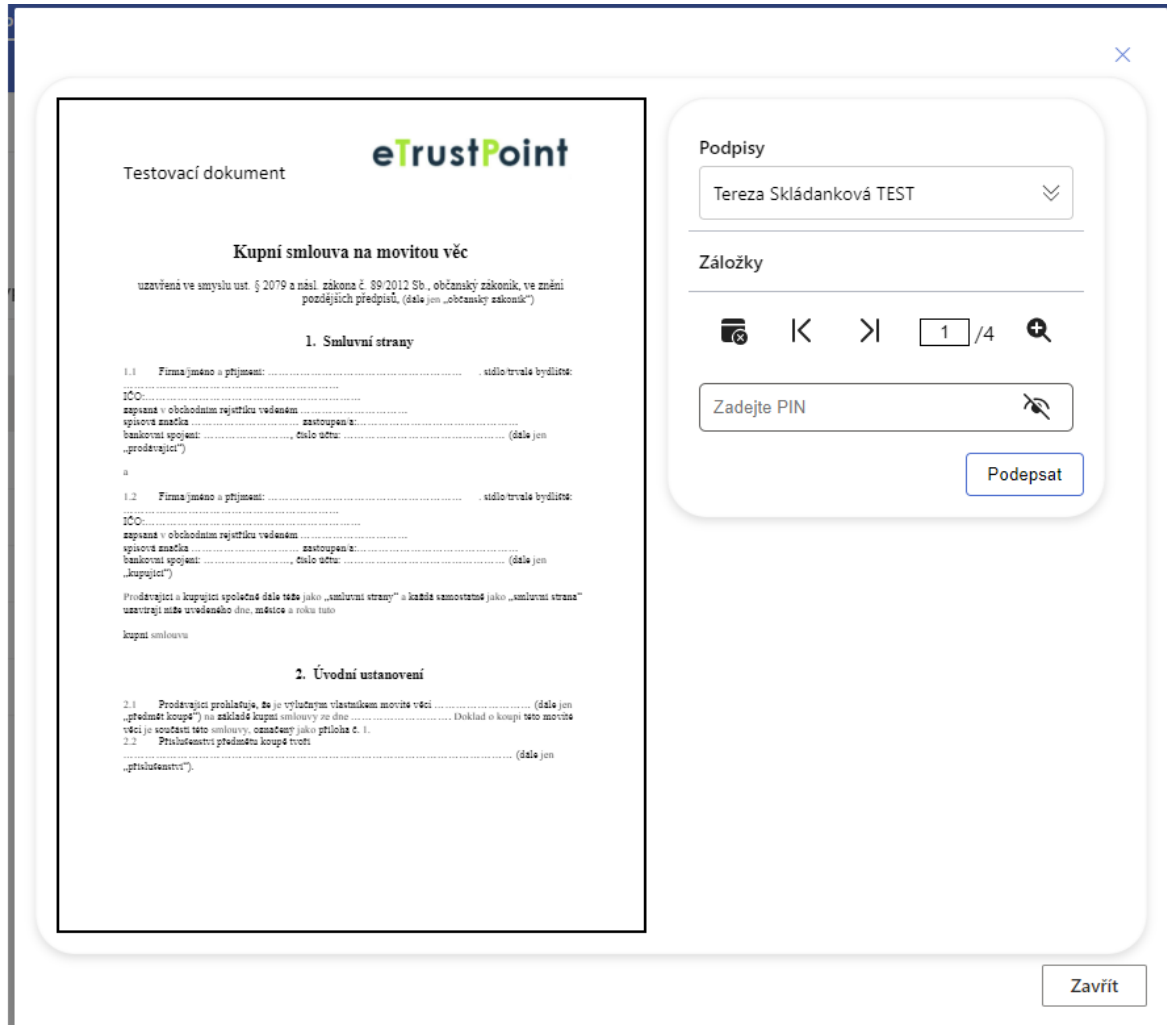 eTrustPoint
Testovací dokument
Kupní smlouva na movitou věc
uzavřená ve smyslu ust. § 2079 a násl. zákona č. 89/2012 Sb., občanský zákoník, ve znění
pozdějších předpisů, (dále jen „občanský zákoník“)
1. Smluvní strany
1.1 Firma/jméno a příjmení: ………………………………………………… . sídlo/trvalé bydliště:
………………………………………………………
IČO:………………………………………………………
zapsaná v obchodním rejstříku vedeném …………………………
spisová značka ………………………… zastoupen/a:…………………………………………
bankovní spojení: ……………………, číslo účtu: ………………………………………… (dále jen
„prodávající“)
a
1.2 Firma/jméno a příjmení: ………………………………………………… . sídlo/trvalé bydliště:
………………………………………………………
IČO:………………………………………………………
zapsaná v obchodním rejstříku vedeném …………………………
spisová značka ………………………… zastoupen/a:…………………………………………
bankovní spojení: ……………………, číslo účtu: ………………………………………… (dále jen
„kupující“)
Prodávající a kupující společně dále též jako „smluvní strany“ a každá samostatně jako „smluvní strana“
uzavírají níže uvedeného dne, měsíce a roku tuto
kupní smlouvu
2. Úvodní ustanovení
2.1 Prodávající prohlašuje, že je výlučným vlastníkem movité věci ……………………… (dále jen
„předmět koupě“) na základě kupní smlouvy ze dne ………………………. Doklad o koupi této movité
věci je součástí této smlouvy, označený jako příloha č. 1.
2.2 Příslušenství předmětu koupě tvoří
…………………………………………………………………………………………………… (dále jen
„příslušenství“).
Podpisy
Tereza Skládanková TEST
Záložky
1 /4
Zadejte PIN
Podepsat
Zavřít